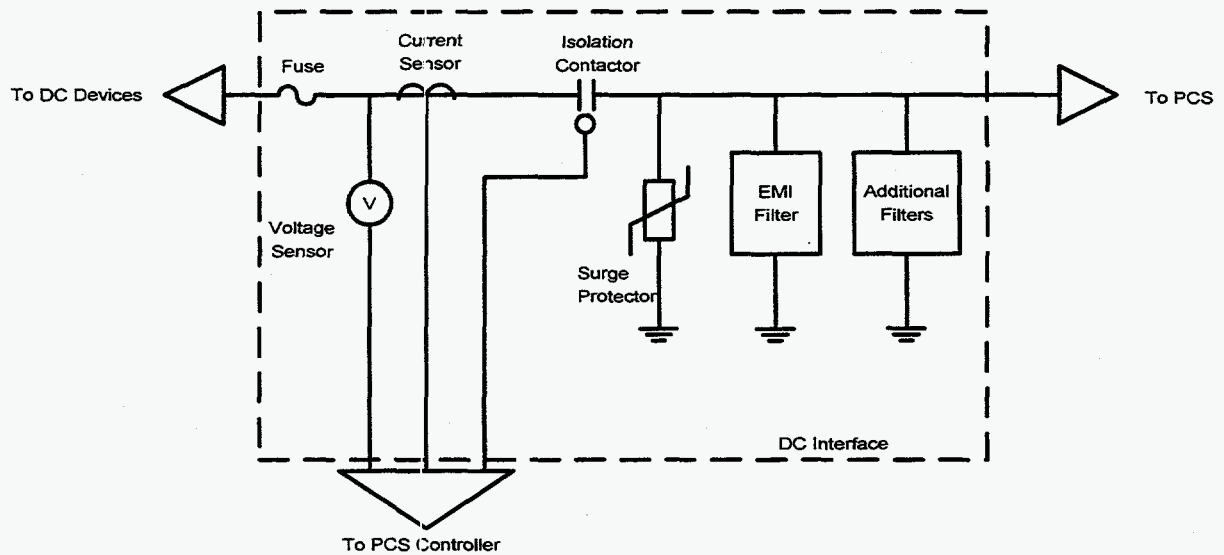 Current
Sensor
Isolation
Contactor
Fuse
To DC Devices
To PCS
V
Voltage
Sensor
EMI
Filter
Additional
Filters
Surge
Protector
DC Interface
To PCS Controller